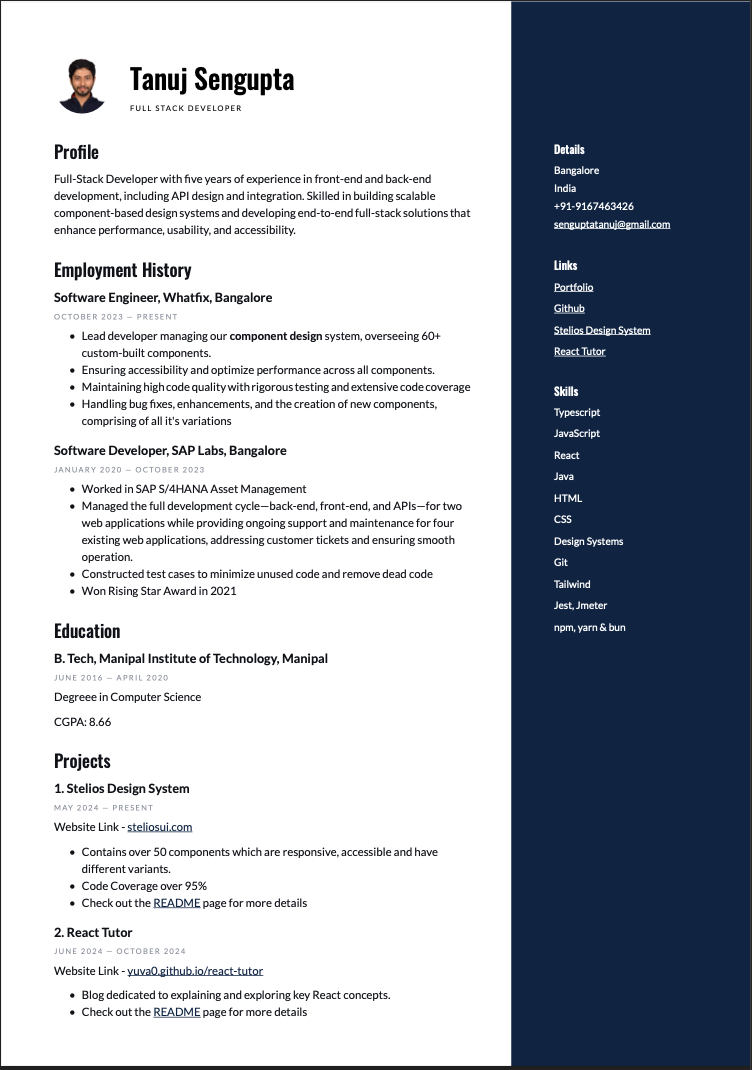 Tanuj Sengupta
FULL STACK DEVELOPER
Profile
Full-Stack Developer with five years of experience in front-end and back-end
development, including API design and integration. Skilled in building scalable
component-based design systems and developing end-to-end full-stack solutions that
enhance performance, usability, and accessibility.
Employment History
Software Engineer, Whatfix, Bangalore
OCTOBER 2023 — PRESENT
• Lead developer managing our component design system, overseeing 60+
custom-built components.
• Ensuring accessibility and optimize performance across all components.
• Maintaining high code quality with rigorous testing and extensive code coverage
• Handling bug fixes, enhancements, and the creation of new components,
comprising of all it's variations
Software Developer, SAP Labs, Bangalore
JANUARY 2020 — OCTOBER 2023
• Worked in SAP S/4HANA Asset Management
• Managed the full development cycle—back-end, front-end, and APIs—for two
web applications while providing ongoing support and maintenance for four
existing web applications, addressing customer tickets and ensuring smooth
operation.
• Constructed test cases to minimize unused code and remove dead code
• Won Rising Star Award in 2021
Education
B. Tech, Manipal Institute of Technology, Manipal
JUNE 2016 — APRIL 2020
Degreee in Computer Science
CGPA: 8.66
Projects
1. Stelios Design System
MAY 2024 — PRESENT
Website Link - steliosui.com
• Contains over 50 components which are responsive, accessible and have
different variants.
• Code Coverage over 95%
• Check out the README page for more details
2. React Tutor
JUNE 2024 — OCTOBER 2024
Website Link - yuva0.github.io/react-tutor
• Blog dedicated to explaining and exploring key React concepts.
• Check out the README page for more details
Details
Bangalore
India
+91-9167463426
senguptatanuj@gmail.com
Links
Portfolio
Github
Stelios Design System
React Tutor
Skills
Typescript
JavaScript
React
Java
HTML
CSS
Design Systems
Git
Tailwind
Jest, Jmeter
npm, yarn & bun